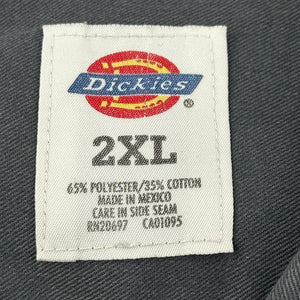 Dickies
®
2XL
65% POLYESTER/35% COTTON
MADE IN MEXICO
CARE IN SIDE SEAM
RN20697 CA01095